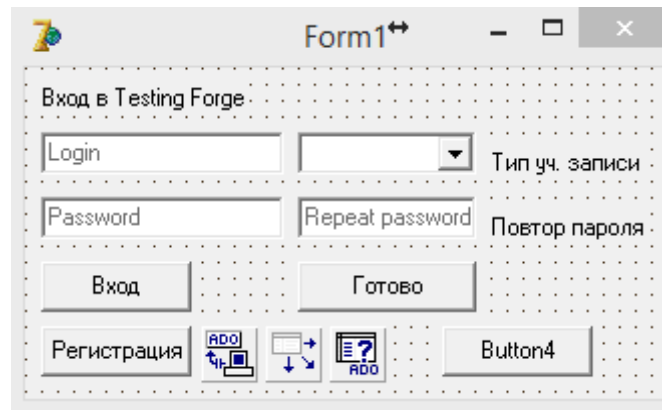 Form1
Вход в Testing Forge
Login
Тип уч. записи
Password
Repeat password
Повтор пароля
Вход
Готово
Регистрация
ADO
ADO
Button4